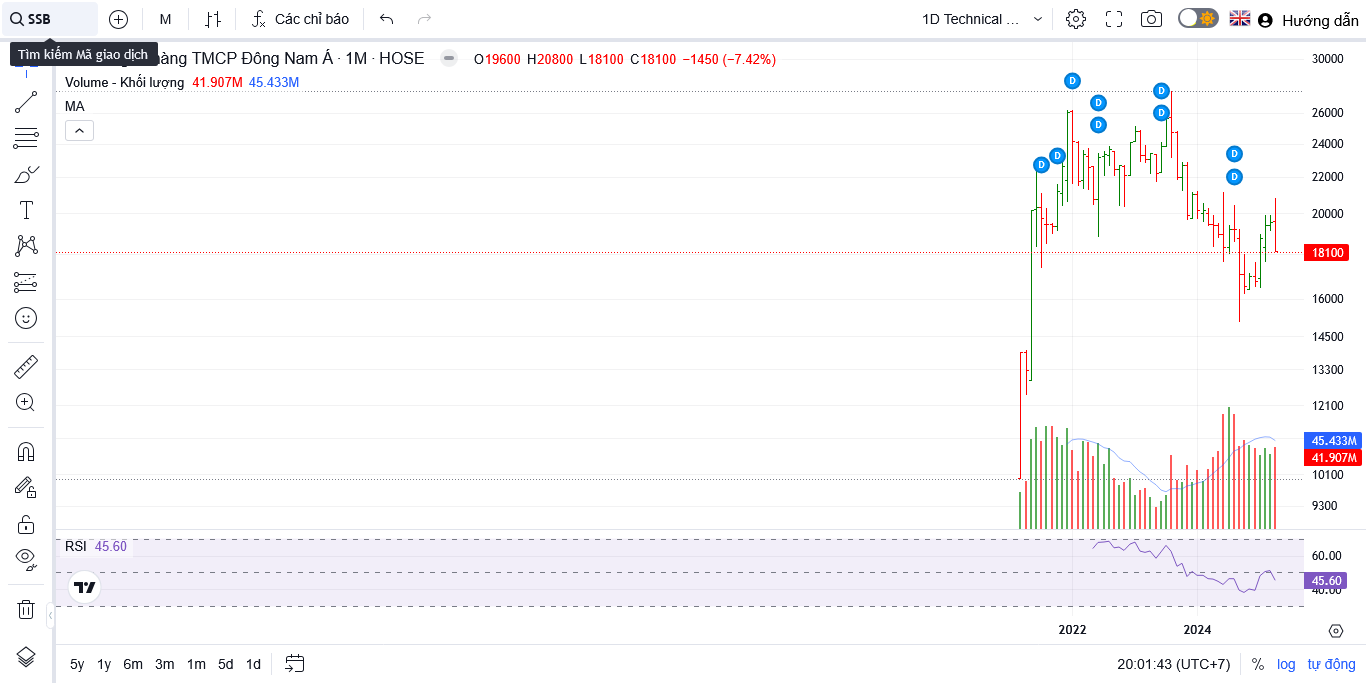 SSB
M
Các chỉ báo
1D Technical ...
Hướng dẫn
Tìm kiếm Mã giao dịch
hàng TMCP Đông Nam Á · 1M · HOSE
O19600 H20800 L18100 C18100 −1450 (−7.42%)
Volume - Khối lượng 41.907M 45.433M
MA
D
D
D
D
D
D
D
D
D
30000
26000
24000
22000
20000
18100
16000
14500
13300
12100
45.433M
41.907M
10100
9300
RSI 45.60
60.00
45.60
40.00
2022
2024
5y 1y 6m 3m 1m 5d 1d
20:01:43 (UTC+7)
%
log
tự động